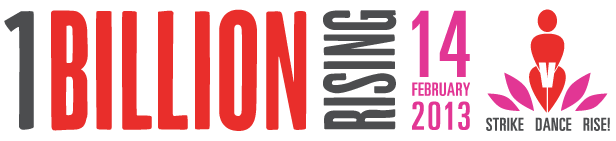 1 BILLION
RISING
14
FEBRUARY
2013
V
STRIKE DANCE RISE!